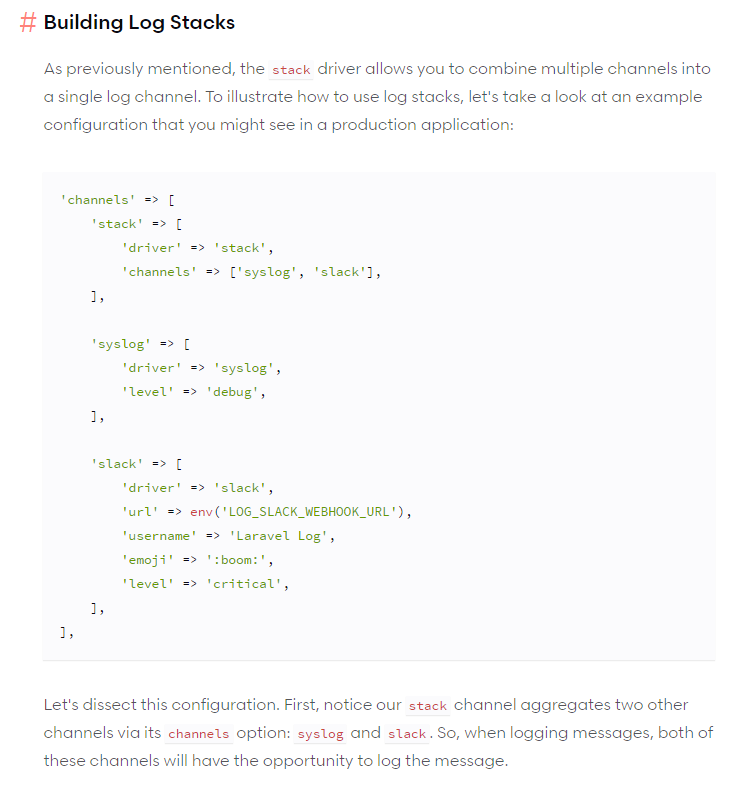 # Building Log Stacks
As previously mentioned, the stack driver allows you to combine multiple channels into
a single log channel. To illustrate how to use log stacks, let's take a look at an example
configuration that you might see in a production application:
'channels' => [
    'stack' => [
        'driver' => 'stack',
        'channels' => ['syslog', 'slack'],
    ],
    'syslog' => [
        'driver' => 'syslog',
        'level' => 'debug',
    ],
    'slack' => [
        'driver' => 'slack',
        'url' => env('LOG_SLACK_WEBHOOK_URL'),
        'username' => 'Laravel Log',
        'emoji' => ':boom:',
        'level' => 'critical',
    ],
],
Let's dissect this configuration. First, notice our stack channel aggregates two other
channels via its channels option: syslog and slack. So, when logging messages, both of
these channels will have the opportunity to log the message.